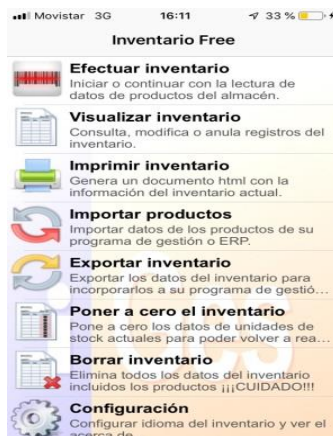 Movistar 3G 16:11 33 %
Inventario Free
Efectuar inventario
Iniciar o continuar con la lectura de
datos de productos del almacén.
Visualizar inventario
Consulta, modifica o anula registros del
inventario.
Imprimir inventario
Genera un documento html con la
información del inventario actual.
Importar productos
Importar datos de los productos de su
programa de gestión o ERP.
Exportar inventario
Exportar los datos del inventario para
incorporarlos a su programa de gestió...
Poner a cero el inventario
Pone a cero los datos de unidades de
stock actuales para poder volver a rea...
Borrar inventario
Elimina todos los datos del inventario
incluidos los productos ¡¡¡CUIDADO!!!
Configuración
Configurar idioma del inventario y ver el
acerca de